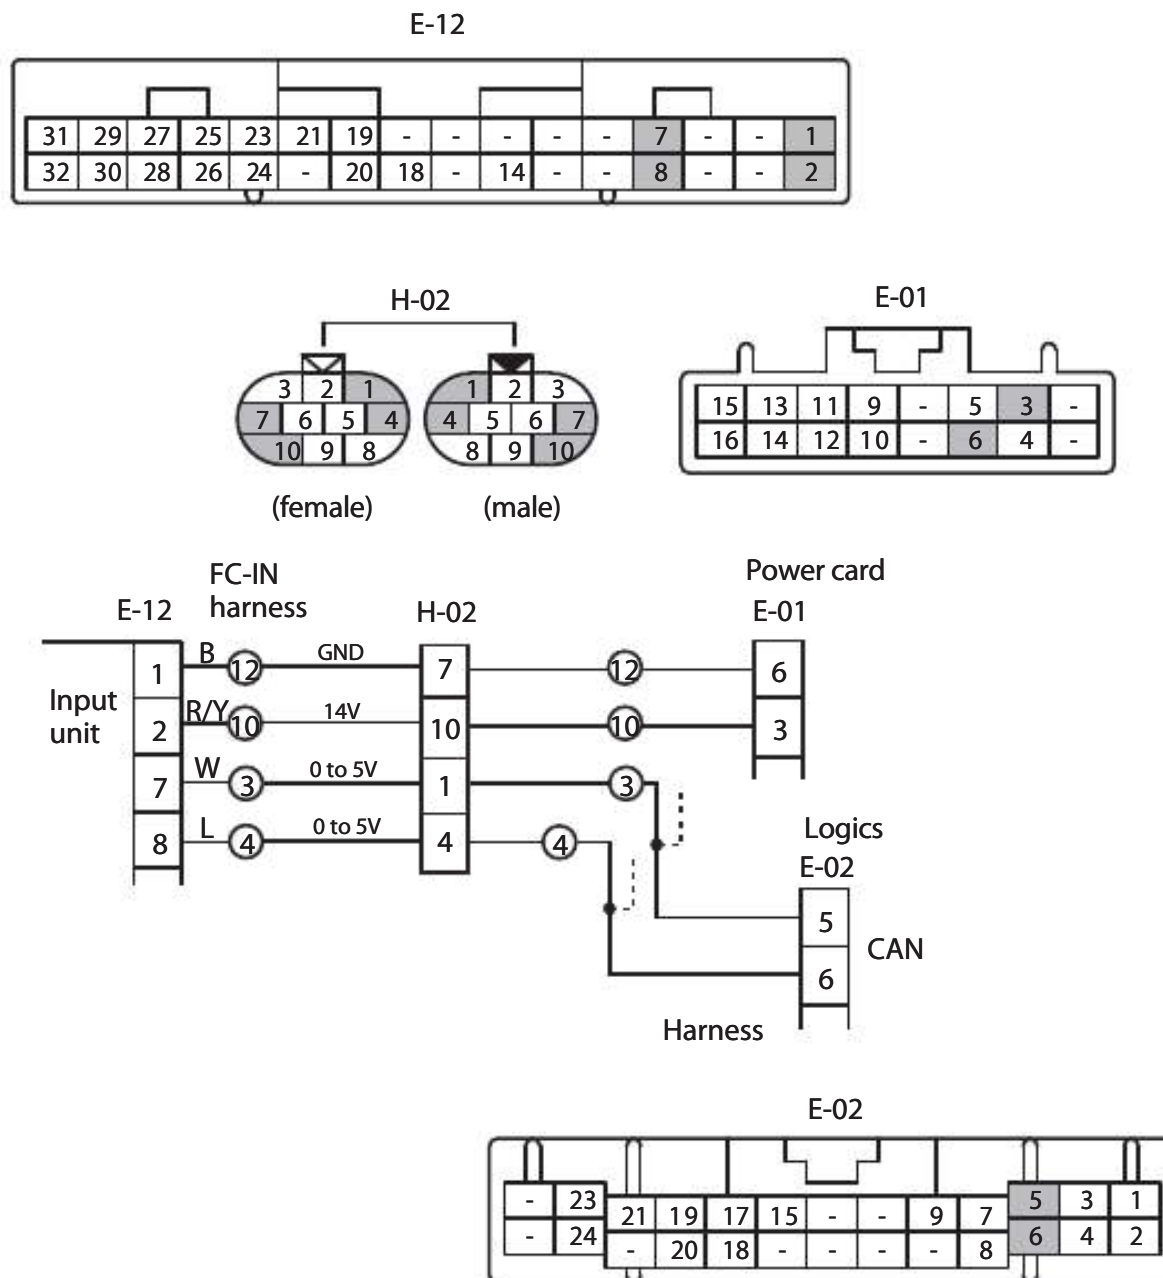 E-12
31 29 27 25 23 21 19 - - - - - 7 - - 1
32 30 28 26 24 - 20 18 - 14 - - 8 - - 2
H-02
3 2 1
7 6 5 4
10 9 8
(female)
1 2 3
4 5 6 7
8 9 10
(male)
E-01
15 13 11 9 - 5 3 -
16 14 12 10 - 6 4 -
FC-IN
harness
Power card
E-12
H-02
E-01
Input
unit
1 B 12 GND 7 12 6
2 R/Y 10 14V 10 10 3
7 W 3 0 to 5V 1 3
8 L 4 0 to 5V 4 4
Logics
E-02
5
6
CAN
Harness
E-02
- 23 21 19 17 15 - - 9 7 5 3 1
- 24 - 20 18 - - - - 8 6 4 2